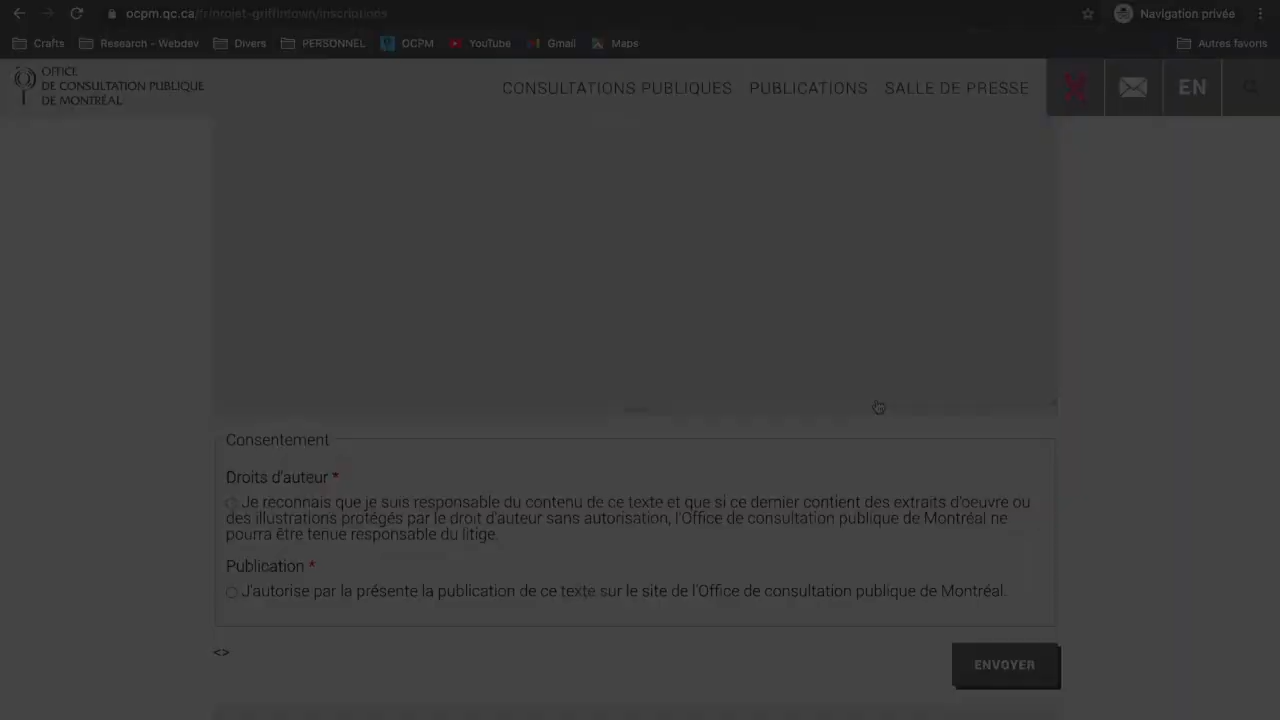 ocpm.qc.ca/r/projet-griffintown/inscriptions
Navigation privée
Crafts
Research - Webdev
Divers
PERSONNEL
OCPM
YouTube
Gmail
Maps
Autres favoris
OFFICE
DE CONSULTATION PUBLIQUE
DE MONTRÉAL
CONSULTATIONS PUBLIQUES
PUBLICATIONS
SALLE DE PRESSE
EN
Consentement
Droits d'auteur *
Je reconnais que je suis responsable du contenu de ce texte et que si ce dernier contient des extraits d'oeuvre ou
des illustrations protégés par le droit d'auteur sans autorisation, l'Office de consultation publique de Montréal ne
pourra être tenue responsable du litige.
Publication *
J'autorise par la présente la publication de ce texte sur le site de l'Office de consultation publique de Montréal.
<>
ENVOYER